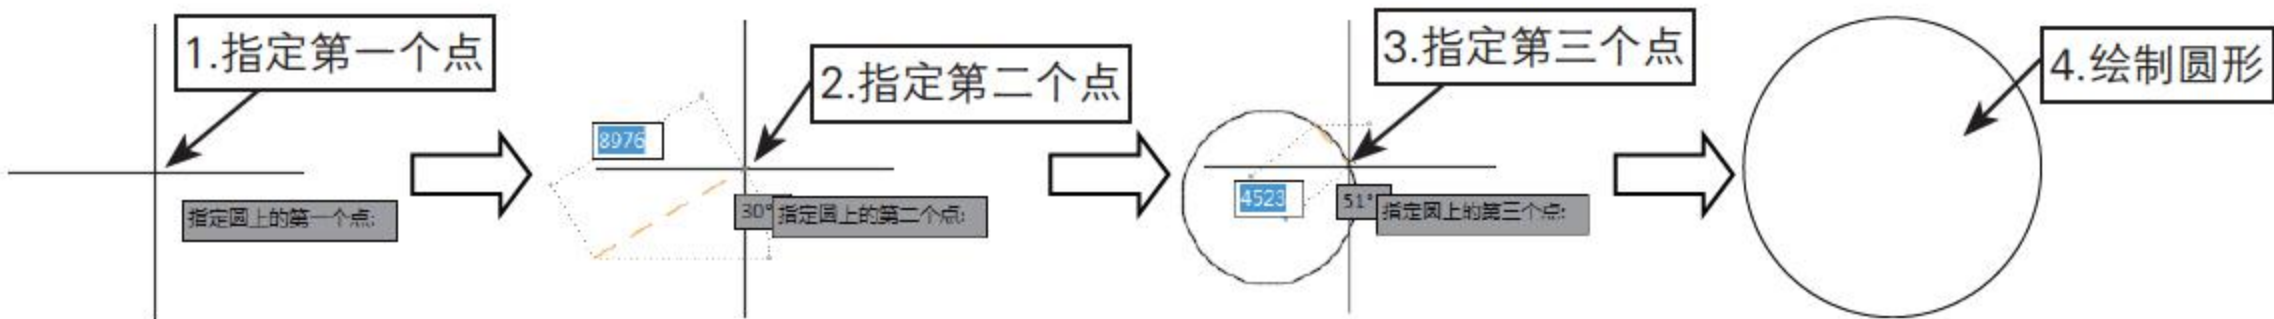 1.指定第一个点
指定圆上的第一个点:
2.指定第二个点
8976
30°
指定圆上的第二个点:
3.指定第三个点
4523
51°
指定圆上的第三个点:
4.绘制圆形